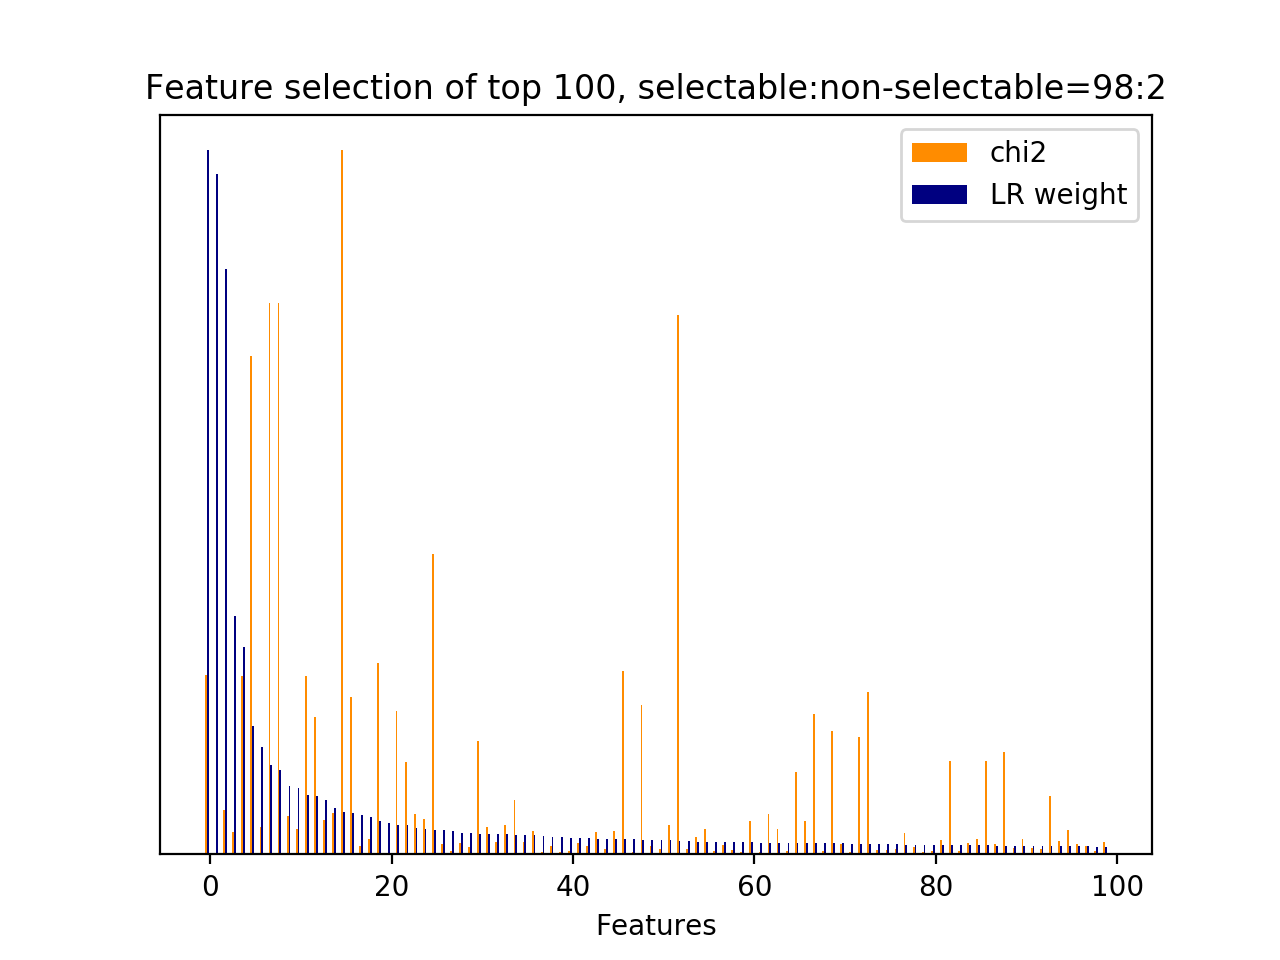 Feature selection of top 100, selectable:non-selectable=98:2
chi2
LR weight
0 20 40 60 80 100
Features